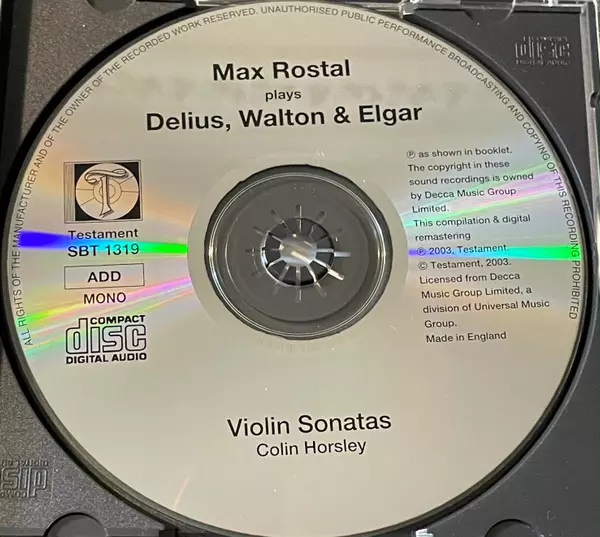 ALL RIGHTS OF THE MANUFACTURER AND OF THE OWNER OF THE RECORDED WORK RESERVED. UNAUTHORISED PUBLIC PERFORMANCE BROADCASTING AND COPYING OF THIS RECORDING PROHIBITED
Max Rostal
plays
Delius, Walton & Elgar
T
Testament
SBT 1319
ADD
MONO
COMPACT
disc
DIGITAL AUDIO
℗ as shown in booklet.
The copyright in these
sound recordings is owned
by Decca Music Group
Limited.
This compilation & digital
remastering
℗ 2003, Testament.
© Testament, 2003.
Licensed from Decca
Music Group Limited, a
division of Universal Music
Group.
Made in England
Violin Sonatas
Colin Horsley
COMPACT
disc
DIGITAL AUDIO